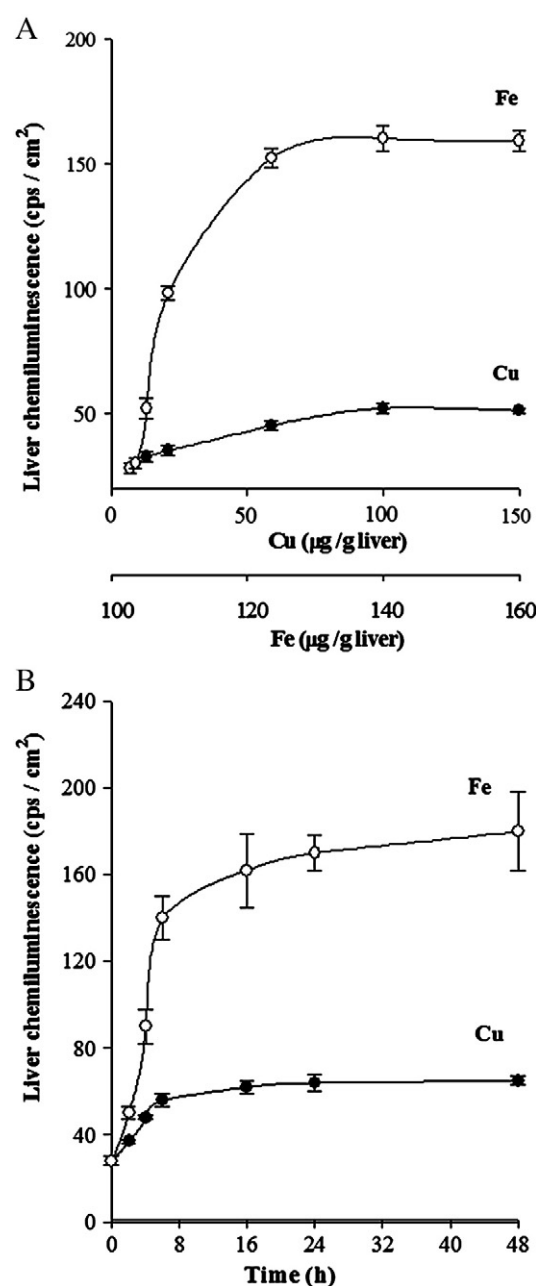 A
Liver chemiluminescence (cps / cm²)
200
150
100
50
Fe
Cu
0 50 100 150
Cu (µg /g liver)
100 120 140 160
Fe (µg /g liver)
B
Liver chemiluminescence (cps / cm²)
240
200
160
120
80
40
0
Fe
Cu
0 8 16 24 32 40 48
Time (h)